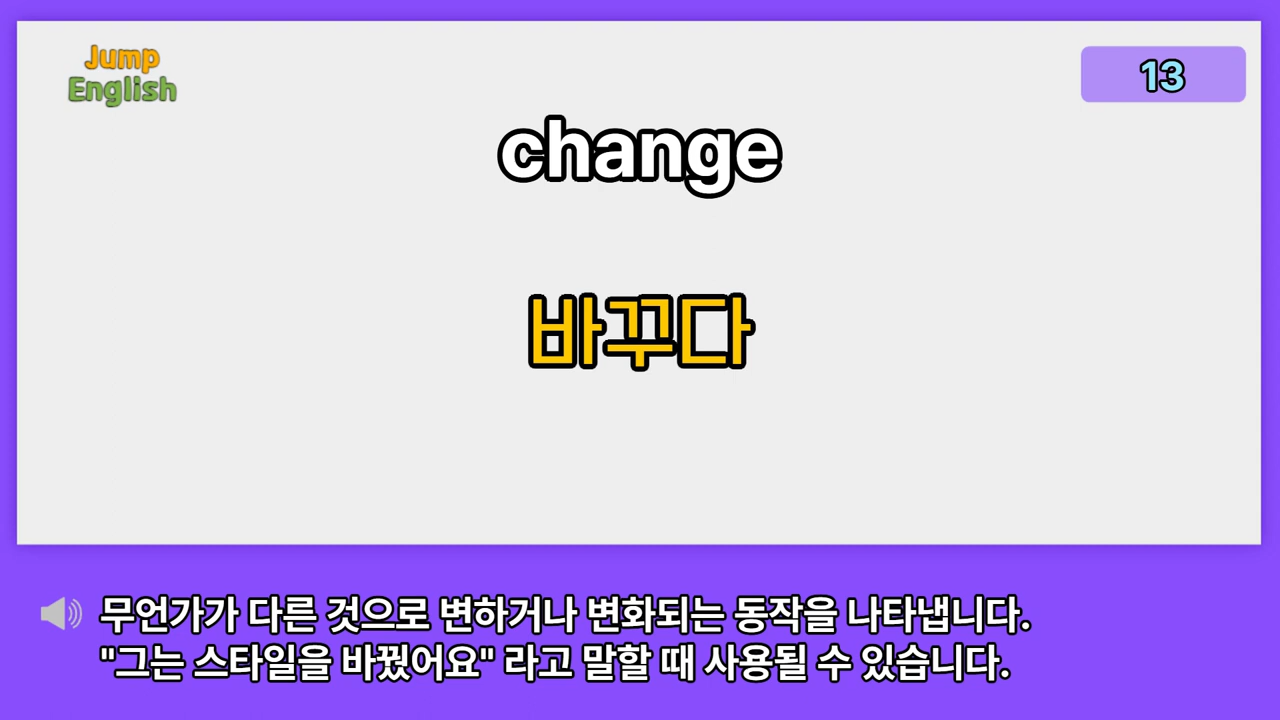 Jump
English
13
change
바꾸다
무언가가 다른 것으로 변하거나 변화되는 동작을 나타냅니다.
"그는 스타일을 바꿨어요" 라고 말할 때 사용될 수 있습니다.